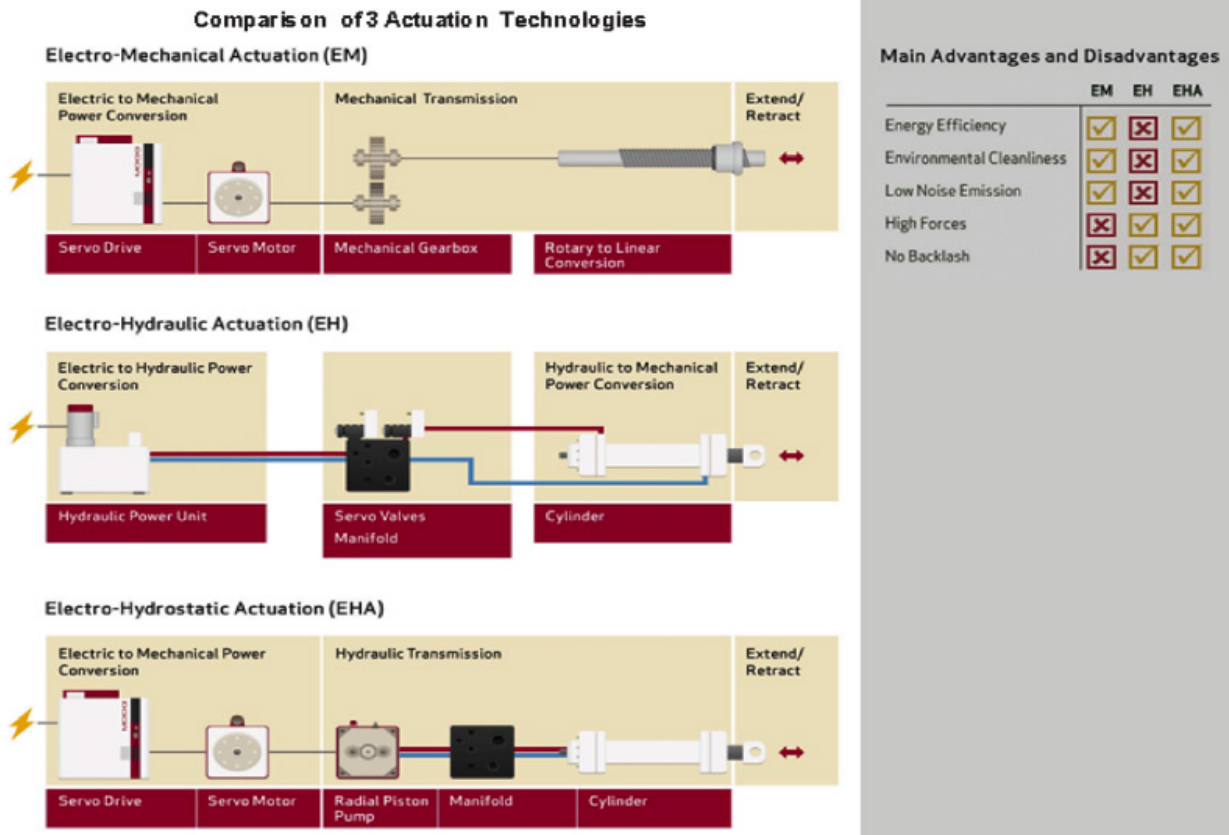 Comparison of 3 Actuation Technologies
Electro-Mechanical Actuation (EM)
Electric to Mechanical
Power Conversion
Mechanical Transmission
Extend/
Retract
MOOG
Servo Drive
Servo Motor
Mechanical Gearbox
Rotary to Linear
Conversion
Electro-Hydraulic Actuation (EH)
Electric to Hydraulic Power
Conversion
Hydraulic to Mechanical
Power Conversion
Extend/
Retract
Hydraulic Power Unit
Servo Valves
Manifold
Cylinder
Electro-Hydrostatic Actuation (EHA)
Electric to Mechanical Power
Conversion
Hydraulic Transmission
Extend/
Retract
MOOG
Servo Drive
Servo Motor
Radial Piston
Pump
Manifold
Cylinder
Main Advantages and Disadvantages
EM EH EHA
Energy Efficiency
Environmental Cleanliness
Low Noise Emission
High Forces
No Backlash